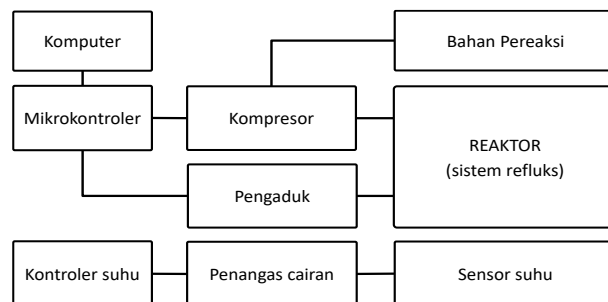 Komputer
Bahan Pereaksi
Mikrokontroler
Kompresor
REAKTOR
(sistem refluks)
Pengaduk
Kontroler suhu
Penangas cairan
Sensor suhu